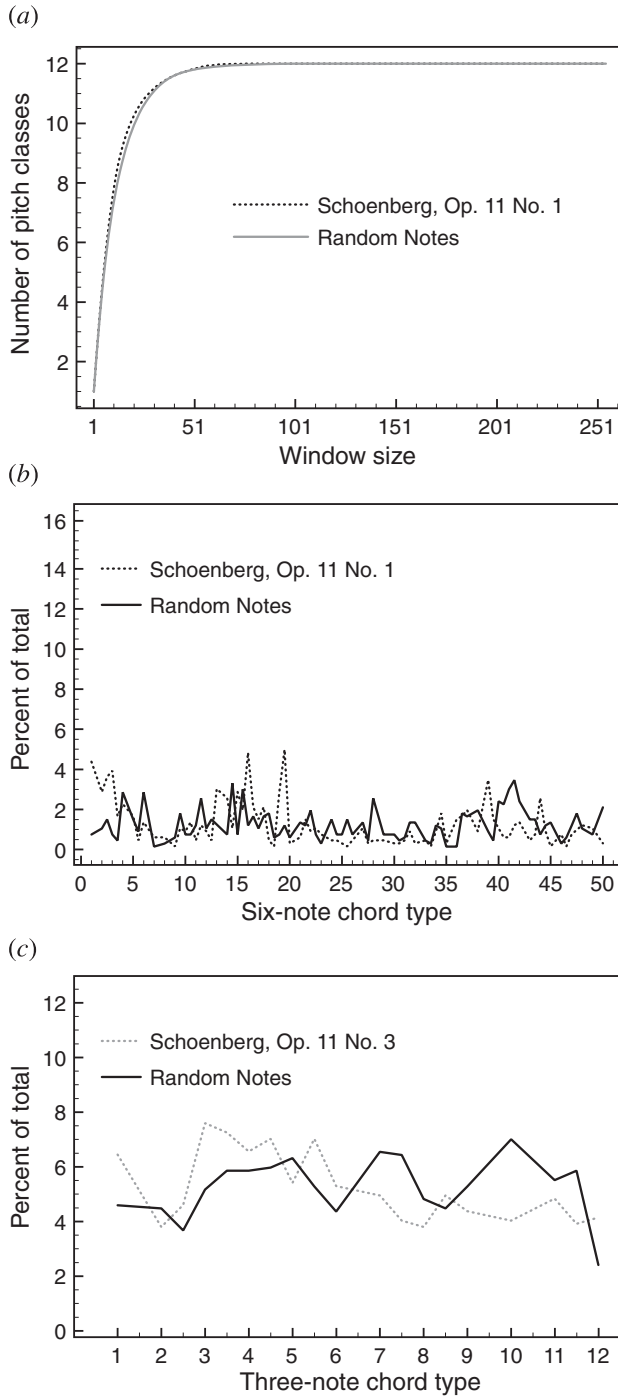 (a)
12
10
8
6
4
2
Number of pitch classes
Schoenberg, Op. 11 No. 1
Random Notes
1 51 101 151 201 251
Window size
(b)
16
14
12
10
8
6
4
2
0
Percent of total
Schoenberg, Op. 11 No. 1
Random Notes
0 5 10 15 20 25 30 35 40 45 50
Six-note chord type
(c)
12
10
8
6
4
2
0
Percent of total
Schoenberg, Op. 11 No. 3
Random Notes
1 2 3 4 5 6 7 8 9 10 11 12
Three-note chord type